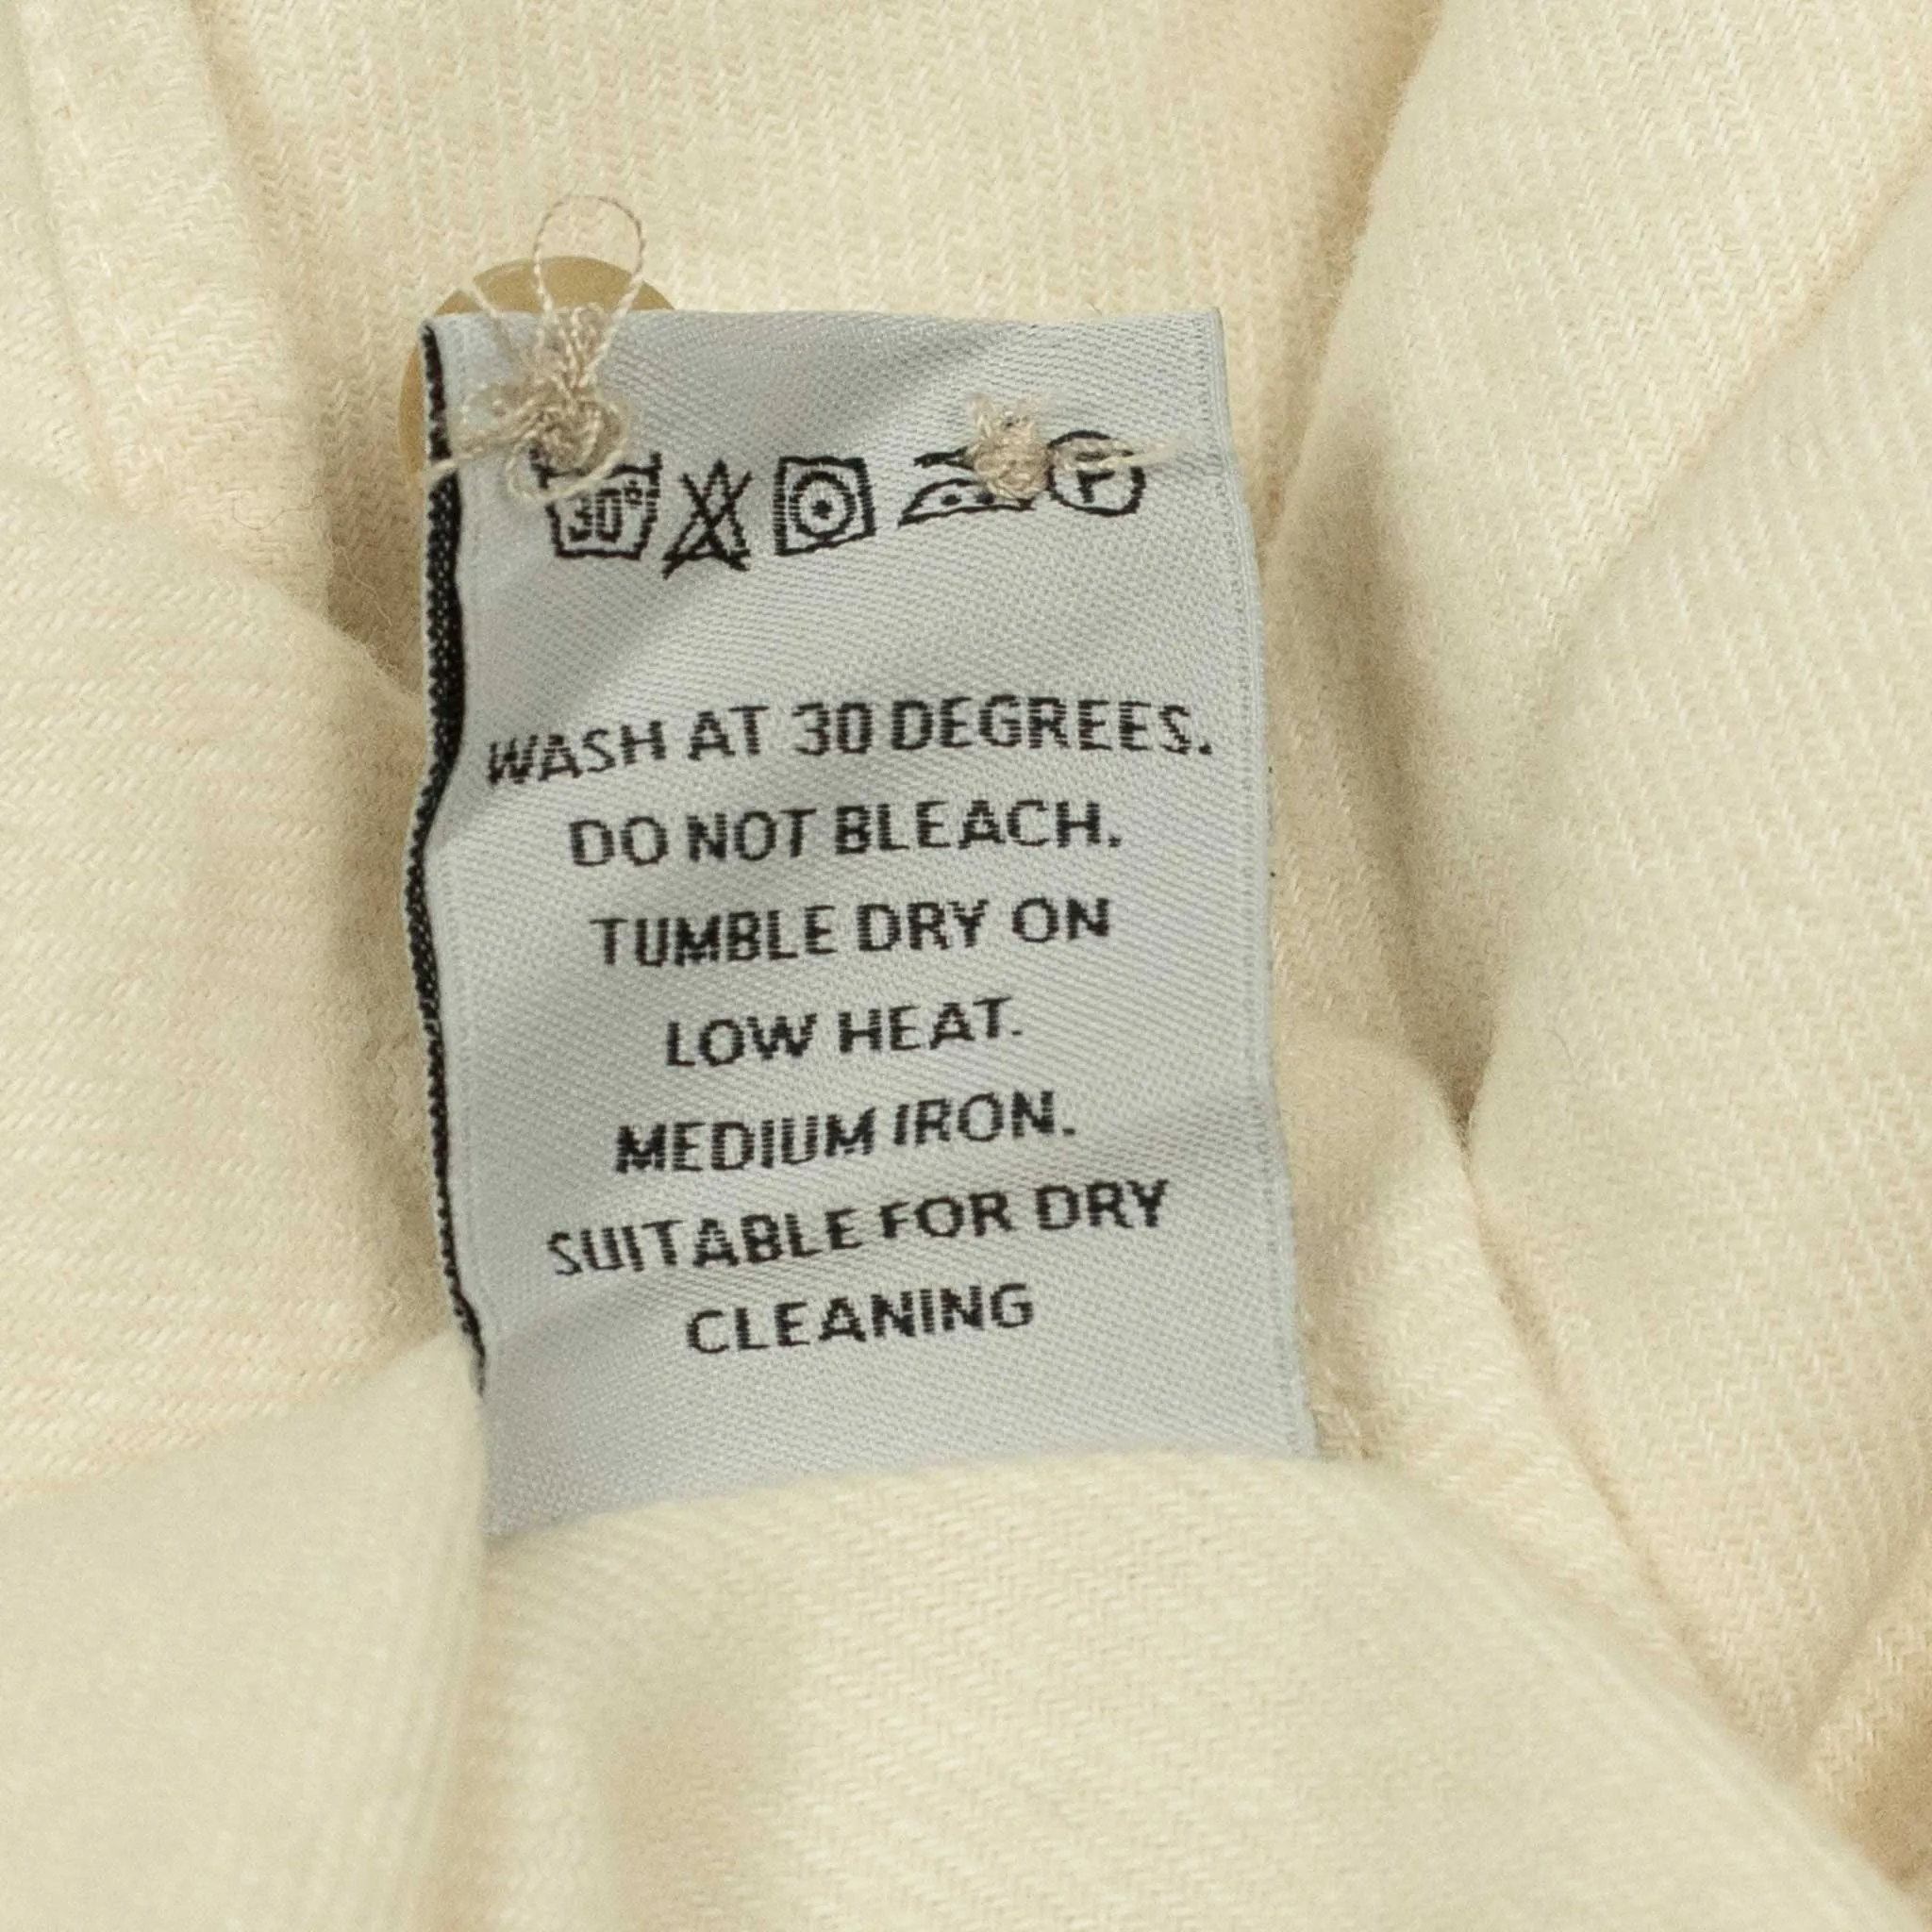 30°
F
WASH AT 30 DEGREES.
DO NOT BLEACH.
TUMBLE DRY ON
LOW HEAT.
MEDIUM IRON.
SUITABLE FOR DRY
CLEANING